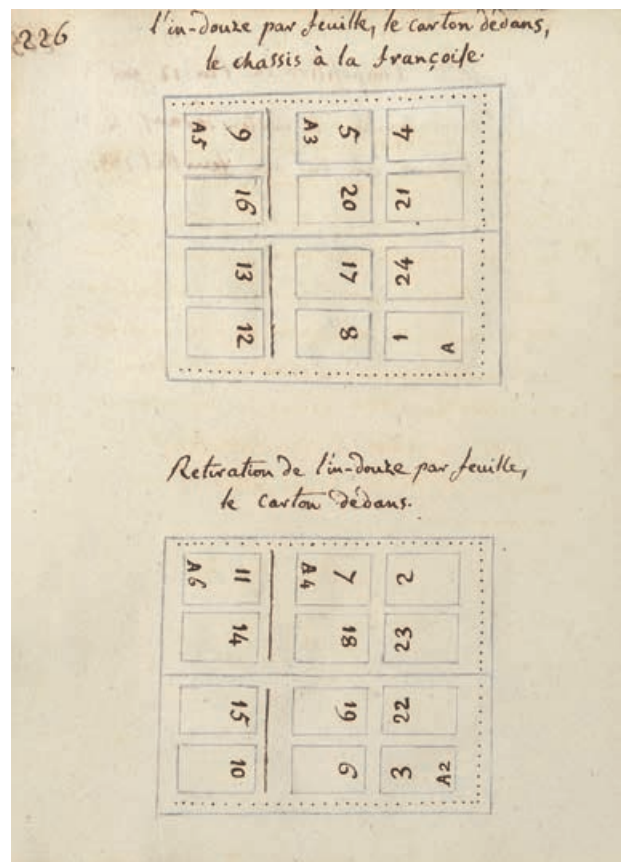 226
l'in-douze par feuille, le carton dédans,
le chassis à la françoiſe.
A5 9 A3 5 4
16 20 21
13 17 24
12 8 1 A
Retiration de l'in-douze par feuille,
le carton dédans.
A6 11 A4 7 2
14 18 23
15 19 22
10 6 3 A2